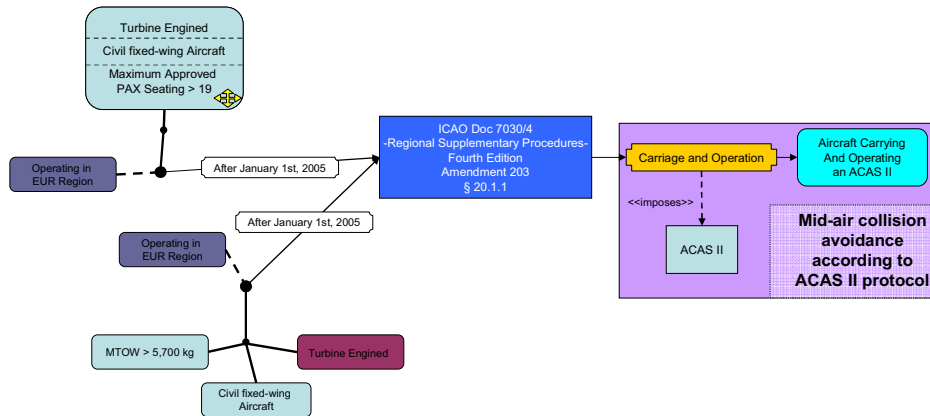 Turbine Engined
Civil fixed-wing Aircraft
Maximum Approved
PAX Seating > 19
Operating in
EUR Region
After January 1st, 2005
ICAO Doc 7030/4
-Regional Supplementary Procedures-
Fourth Edition
Amendment 203
§ 20.1.1
Carriage and Operation
Aircraft Carrying
And Operating
an ACAS II
<<imposes>>
ACAS II
Mid-air collision
avoidance
according to
ACAS II protocol
After January 1st, 2005
Operating in
EUR Region
MTOW > 5,700 kg
Turbine Engined
Civil fixed-wing
Aircraft